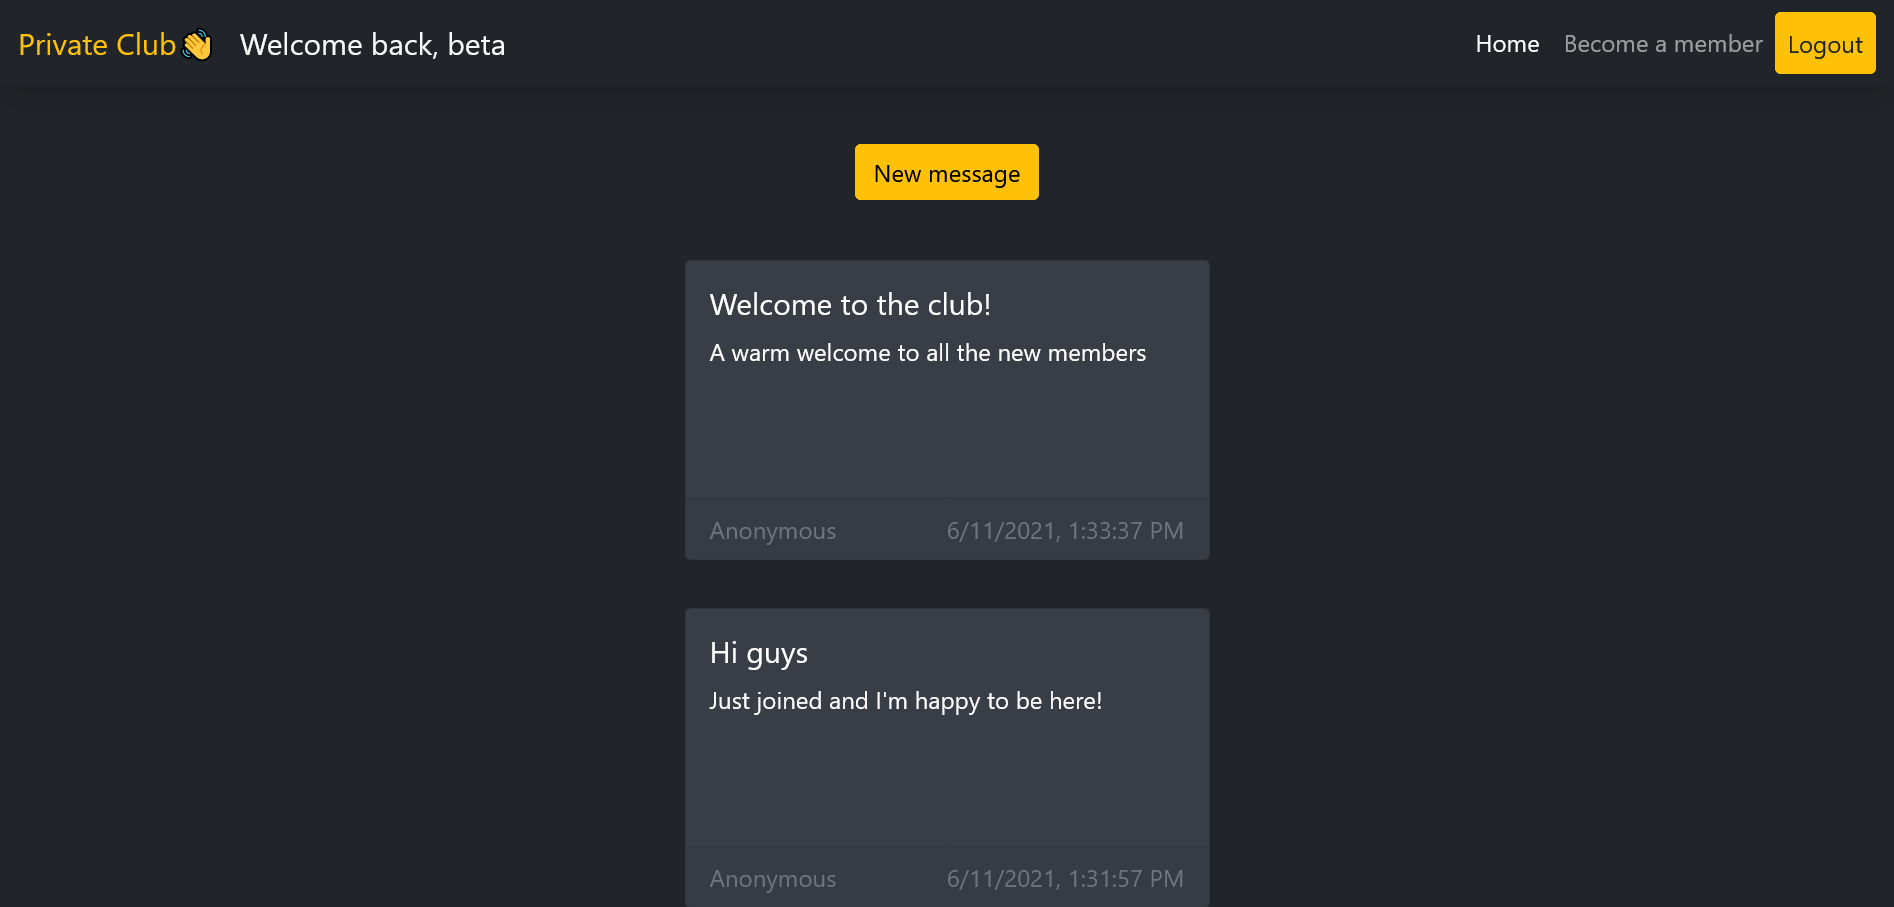 Private Club👋 Welcome back, beta Home Become a member Logout
New message
Welcome to the club!
A warm welcome to all the new members
Anonymous 6/11/2021, 1:33:37 PM
Hi guys
Just joined and I'm happy to be here!
Anonymous 6/11/2021, 1:31:57 PM